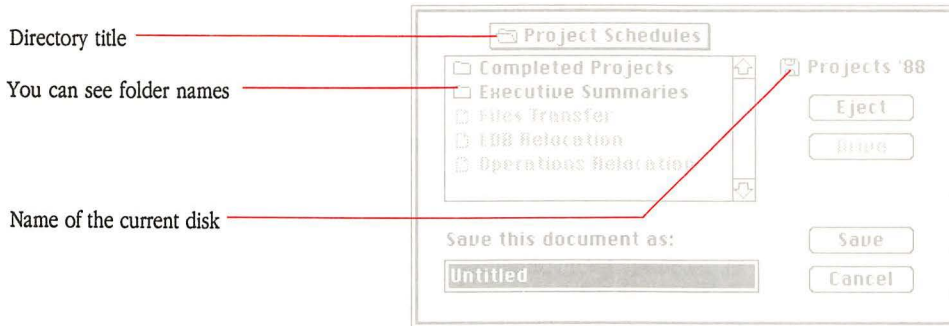 Directory title
Project Schedules
Completed Projects
Projects '88
You can see folder names
Executive Summaries
Eject
Files Transfer
Drive
EDB Relocation
Operations Relocation
Name of the current disk
Save this document as:
Save
Untitled
Cancel